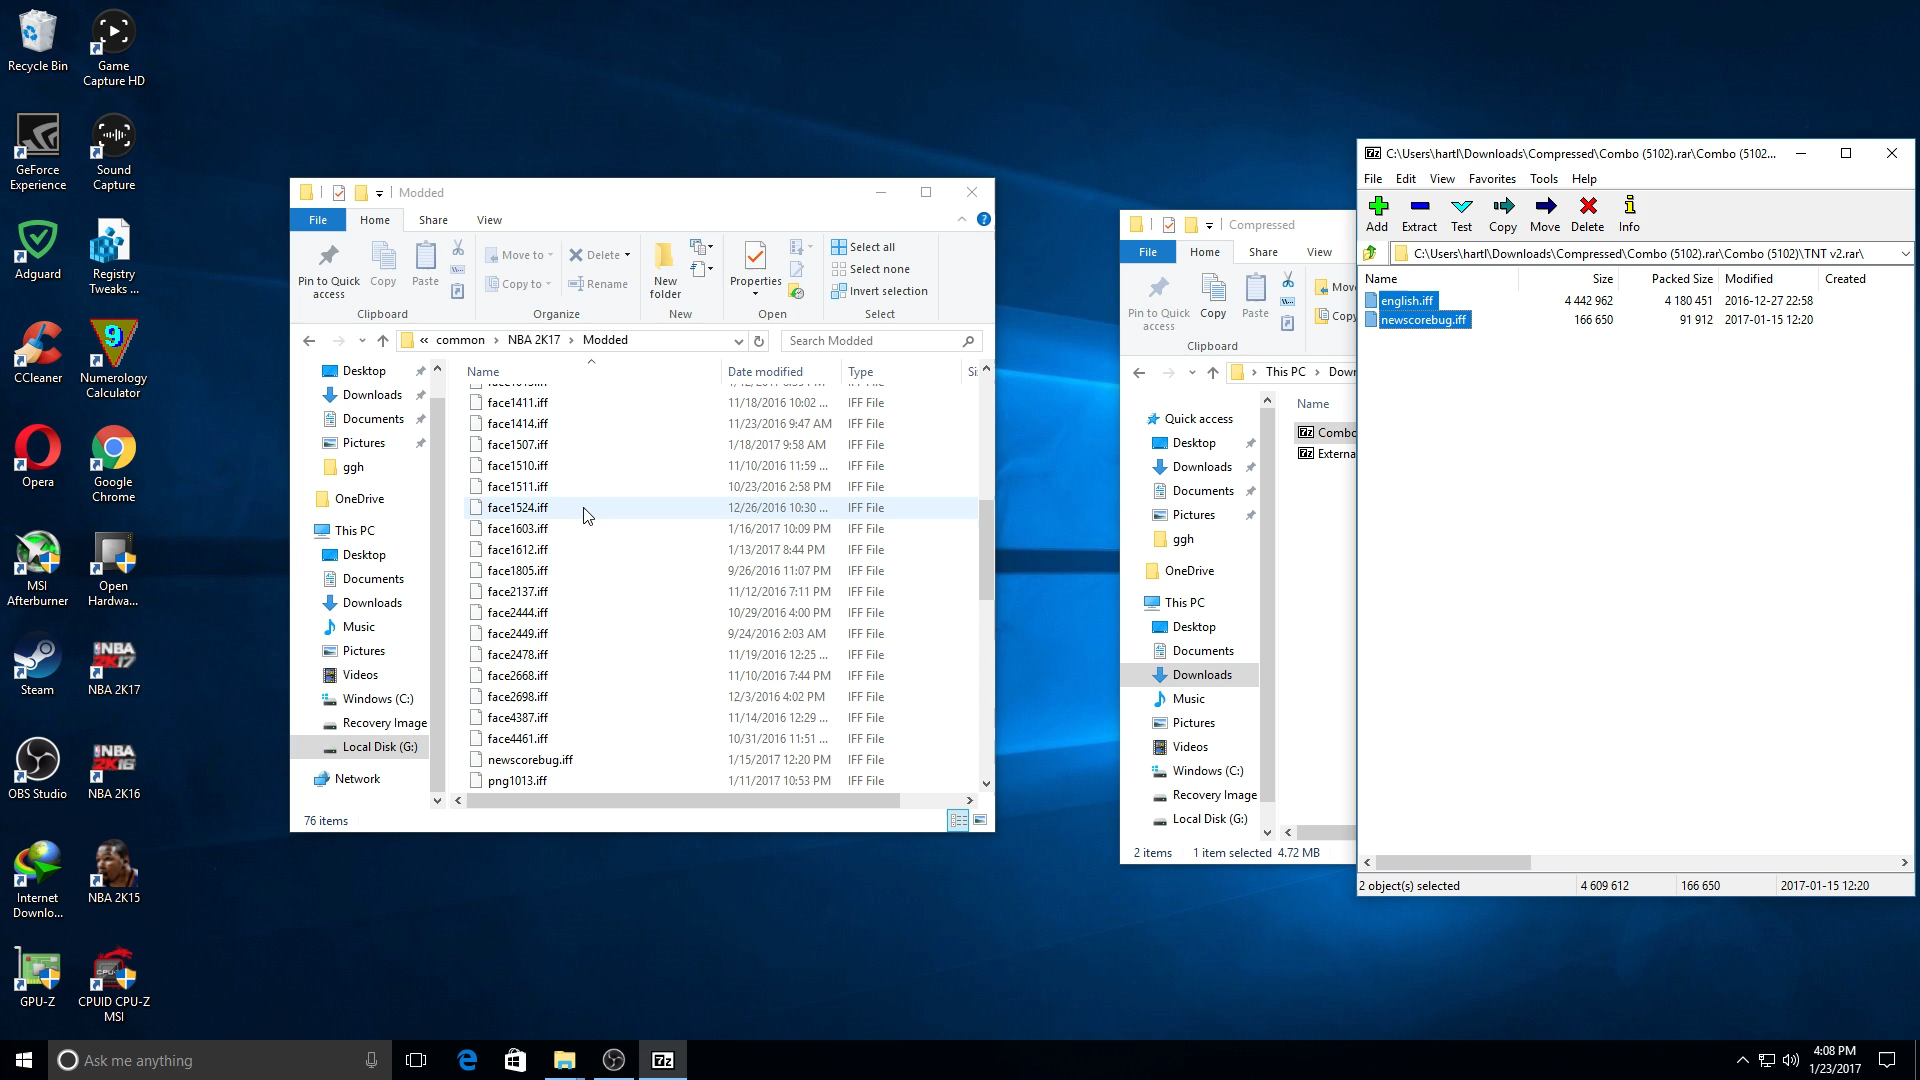 Recycle Bin
Game
Capture HD
GeForce
Experience
Sound
Capture
Adguard
Registry
Tweaks ...
CCleaner
9
Numerology
Calculator
Opera
Google
Chrome
MSI
Afterburner
Open
Hardwa...
Steam
NBA 2K17
NBA 2K17
OBS Studio
NBA 2K16
NBA 2K16
Internet
Downlo...
NBA 2K15
GPU-Z
CPUID CPU-Z
MSI
Modded
File Home Share View
Pin to Quick
access
Copy
Paste
Move to
Copy to
Delete
Rename
New
folder
Properties
Select all
Select none
Invert selection
Clipboard Organize New Open Select
« common › NBA 2K17 › Modded
Search Modded
Desktop
Downloads
Documents
Pictures
ggh
OneDrive
This PC
Desktop
Documents
Downloads
Music
Pictures
Videos
Windows (C:)
Recovery Image
Local Disk (G:)
Network
Name Date modified Type Si
face1411.iff 11/18/2016 10:02 ... IFF File
face1414.iff 11/23/2016 9:47 AM IFF File
face1507.iff 1/18/2017 9:58 AM IFF File
face1510.iff 11/10/2016 11:59 ... IFF File
face1511.iff 10/23/2016 2:58 PM IFF File
face1524.iff 12/26/2016 10:30 ... IFF File
face1603.iff 1/16/2017 10:09 PM IFF File
face1612.iff 1/13/2017 8:44 PM IFF File
face1805.iff 9/26/2016 11:07 PM IFF File
face2137.iff 11/12/2016 7:11 PM IFF File
face2444.iff 10/29/2016 4:00 PM IFF File
face2449.iff 9/24/2016 2:03 AM IFF File
face2478.iff 11/19/2016 12:25 ... IFF File
face2668.iff 11/10/2016 7:44 PM IFF File
face2698.iff 12/3/2016 4:02 PM IFF File
face4387.iff 11/14/2016 12:29 ... IFF File
face4461.iff 10/31/2016 11:51 ... IFF File
newscorebug.iff 1/15/2017 12:20 PM IFF File
png1013.iff 1/11/2017 10:53 PM IFF File
76 items
Compressed
File Home Share View
Pin to Quick
access
Copy
Paste
Mov
Copy
Clipboard
› This PC › Down
Quick access
Desktop
Downloads
Documents
Pictures
ggh
OneDrive
This PC
Desktop
Documents
Downloads
Music
Pictures
Videos
Windows (C:)
Recovery Image
Local Disk (G:)
Name
Combo
Externa
2 items 1 item selected 4.72 MB
7z C:\Users\hartl\Downloads\Compressed\Combo (5102).rar\Combo (5102...
File Edit View Favorites Tools Help
Add Extract Test Copy Move Delete Info
C:\Users\hartl\Downloads\Compressed\Combo (5102).rar\Combo (5102)\TNT v2.rar\
Name Size Packed Size Modified Created
english.iff 4 442 962 4 180 451 2016-12-27 22:58
newscorebug.iff 166 650 91 912 2017-01-15 12:20
2 object(s) selected 4 609 612 166 650 2017-01-15 12:20
Ask me anything
7z
4:08 PM
1/23/2017